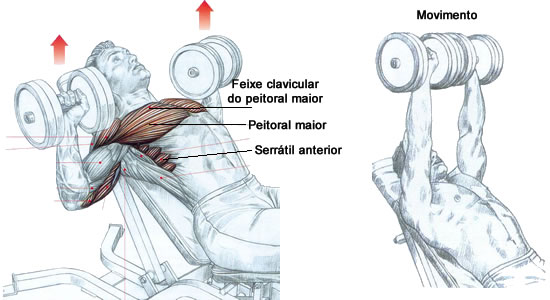 Movimento
Feixe clavicular
do peitoral maior
Peitoral maior
Serrátil anterior